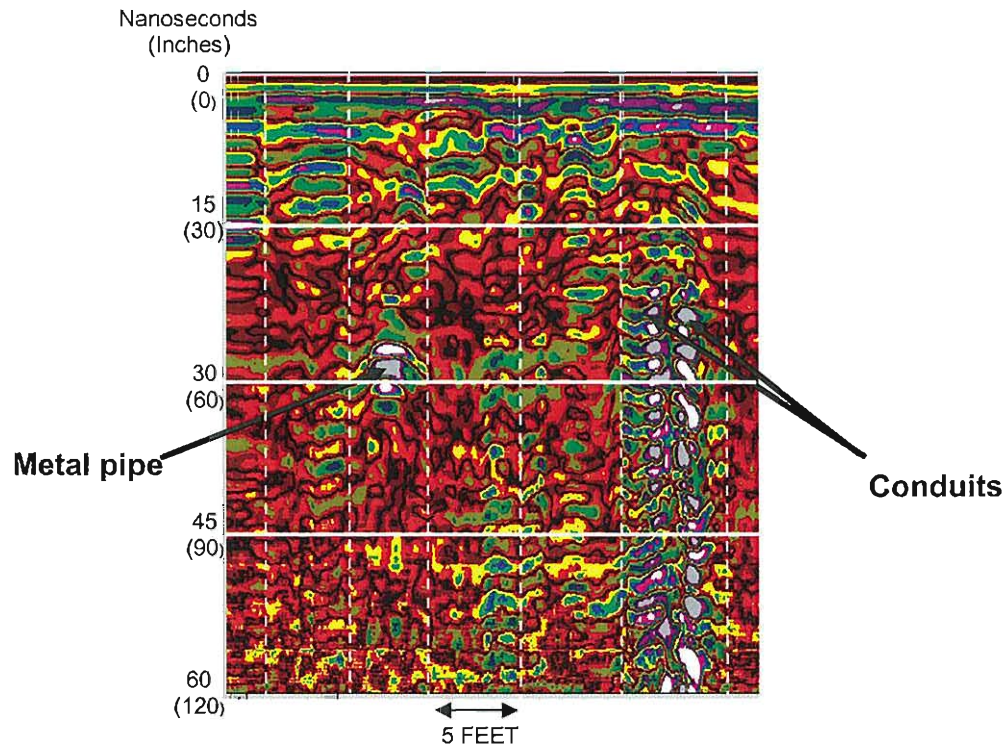 Nanoseconds
(Inches)
0
(0)
15
(30)
30
(60)
Metal pipe
Conduits
45
(90)
60
(120)
5 FEET